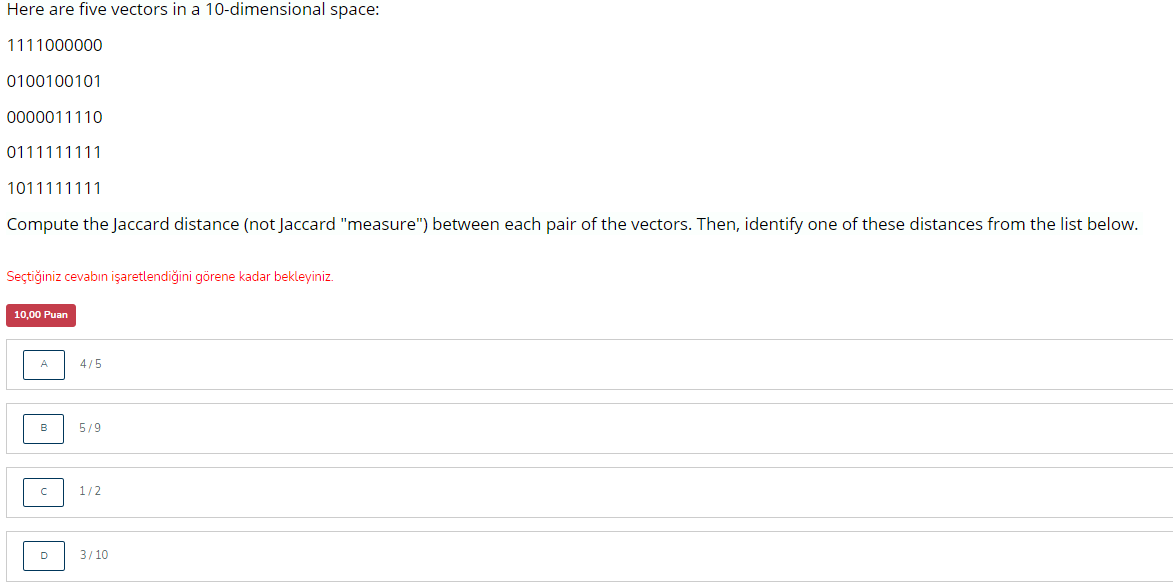 Here are five vectors in a 10-dimensional space:
1111000000
0100100101
0000011110
0111111111
1011111111
Compute the Jaccard distance (not Jaccard "measure") between each pair of the vectors. Then, identify one of these distances from the list below.
Seçtiğiniz cevabın işaretlendiğini görene kadar bekleyiniz.
10,00 Puan
A 4 / 5
B 5 / 9
C 1 / 2
D 3 / 10